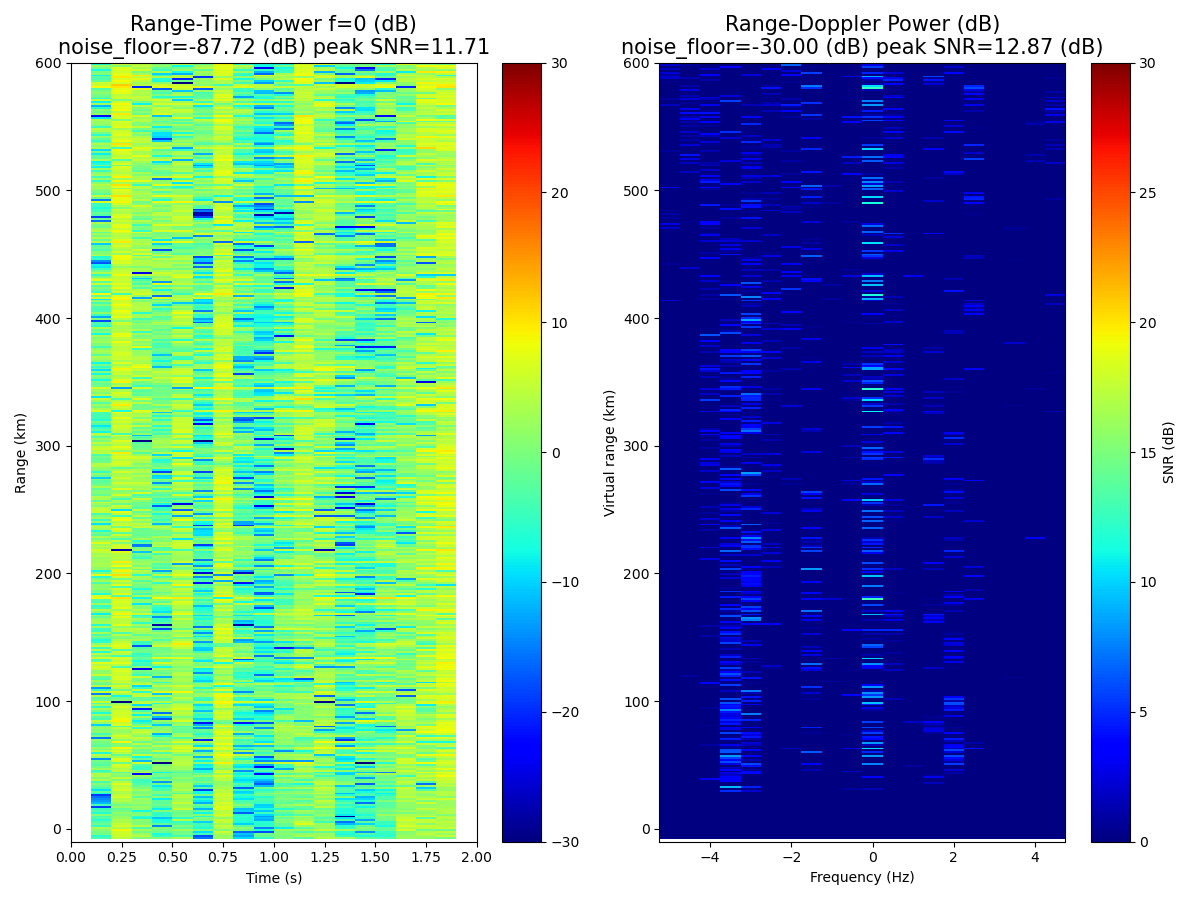 Range-Time Power f=0 (dB)
noise_floor=-87.72 (dB) peak SNR=11.71
Range-Doppler Power (dB)
noise_floor=-30.00 (dB) peak SNR=12.87 (dB)
600
500
400
300
200
100
0
Range (km)
0.00 0.25 0.50 0.75 1.00 1.25 1.50 1.75 2.00
Time (s)
30
20
10
0
−10
−20
−30
600
500
400
300
200
100
0
Virtual range (km)
−4 −2 0 2 4
Frequency (Hz)
30
25
20
15
10
5
0
SNR (dB)